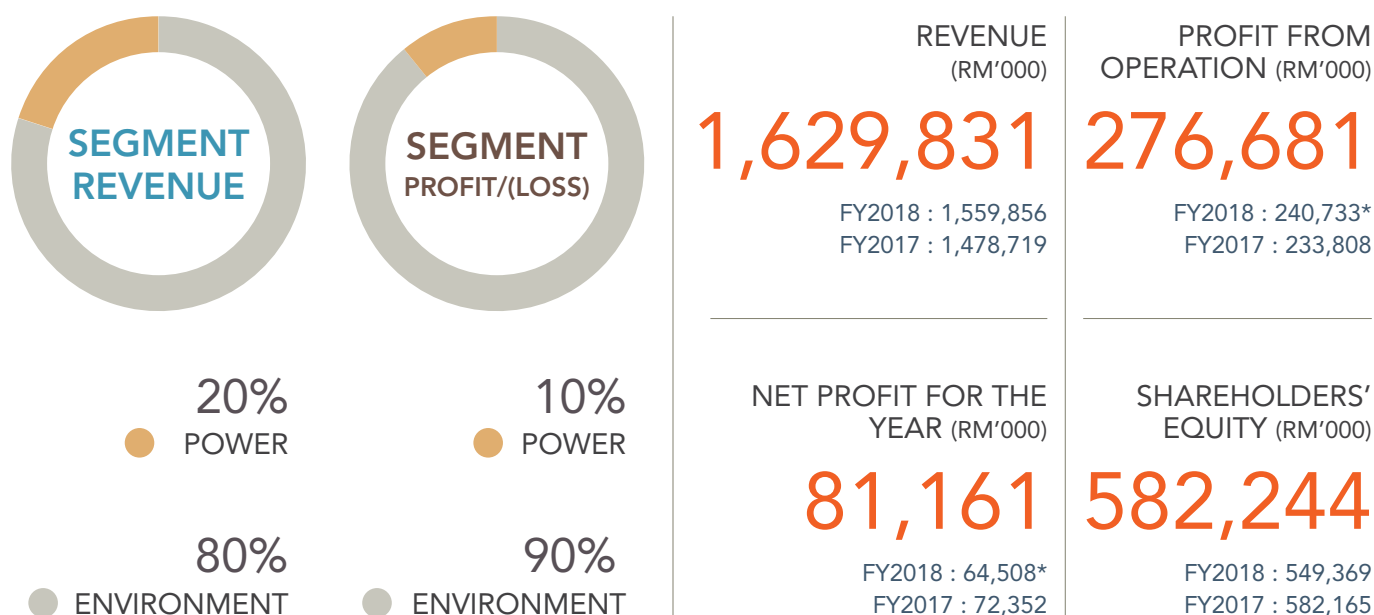 SEGMENT
REVENUE
20%
POWER
80%
ENVIRONMENT
SEGMENT
PROFIT/(LOSS)
10%
POWER
90%
ENVIRONMENT
REVENUE
(RM'000)
1,629,831
FY2018 : 1,559,856
FY2017 : 1,478,719
PROFIT FROM
OPERATION (RM'000)
276,681
FY2018 : 240,733*
FY2017 : 233,808
NET PROFIT FOR THE
YEAR (RM'000)
81,161
FY2018 : 64,508*
FY2017 : 72,352
SHAREHOLDERS'
EQUITY (RM'000)
582,244
FY2018 : 549,369
FY2017 : 582,165